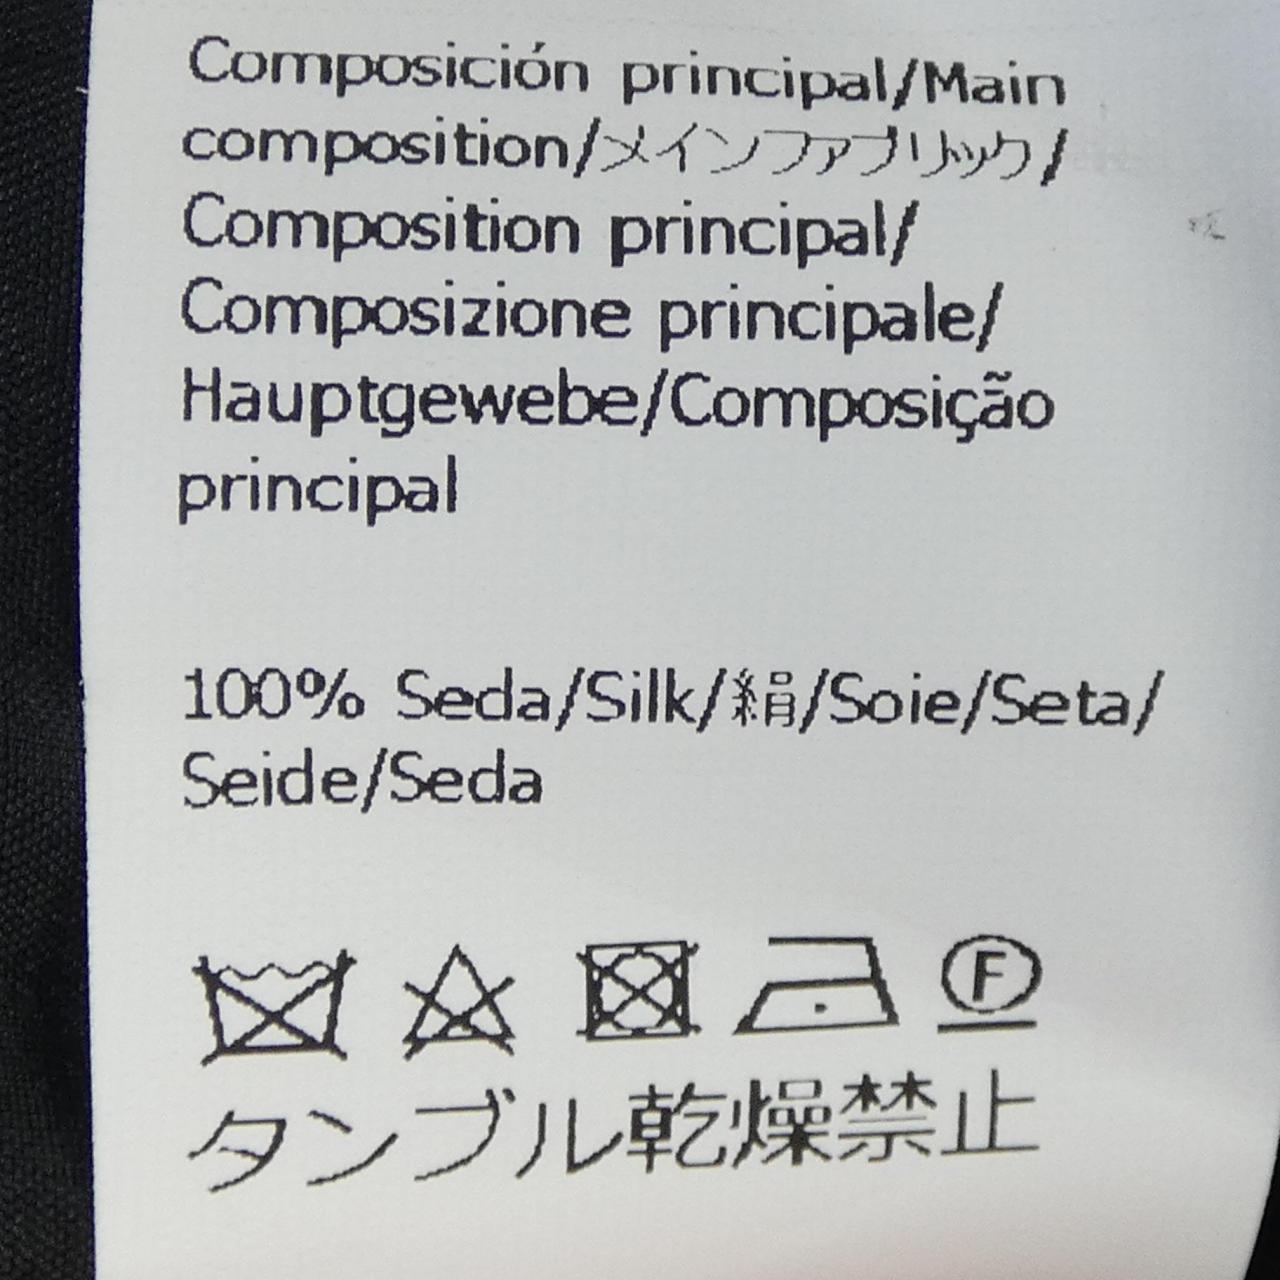 Composición principal/Main
composition/メインファブリック/
Composition principal/
Composizione principale/
Hauptgewebe/Composição
principal
100% Seda/Silk/絹/Soie/Seta/
Seide/Seda
F
タンブル乾燥禁止